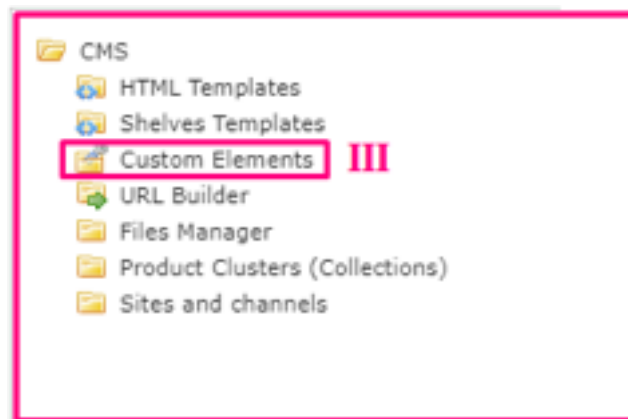 CMS
HTML Templates
Shelves Templates
Custom Elements III
URL Builder
Files Manager
Product Clusters (Collections)
Sites and channels